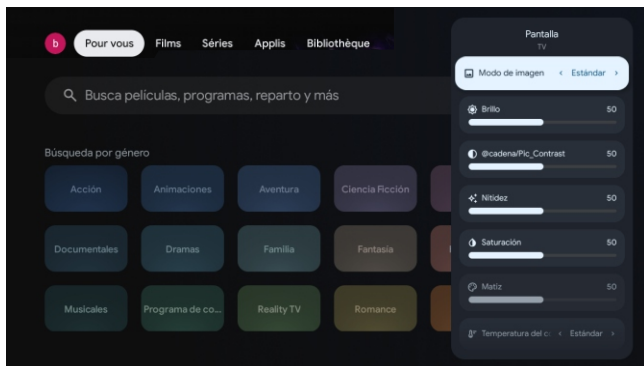 b
Pour vous
Films
Séries
Applis
Bibliothèque
Busca películas, programas, reparto y más
Búsqueda por género
Acción
Animaciones
Aventura
Ciencia Ficción
Documentales
Dramas
Familia
Fantasía
Musicales
Programa de co...
Reality TV
Romance
Pantalla
TV
Modo de imagen < Estándar >
Brillo 50
@cadena/Pic_Contrast 50
Nitidez 50
Saturación 50
Matiz 50
Temperatura del c < Estándar >